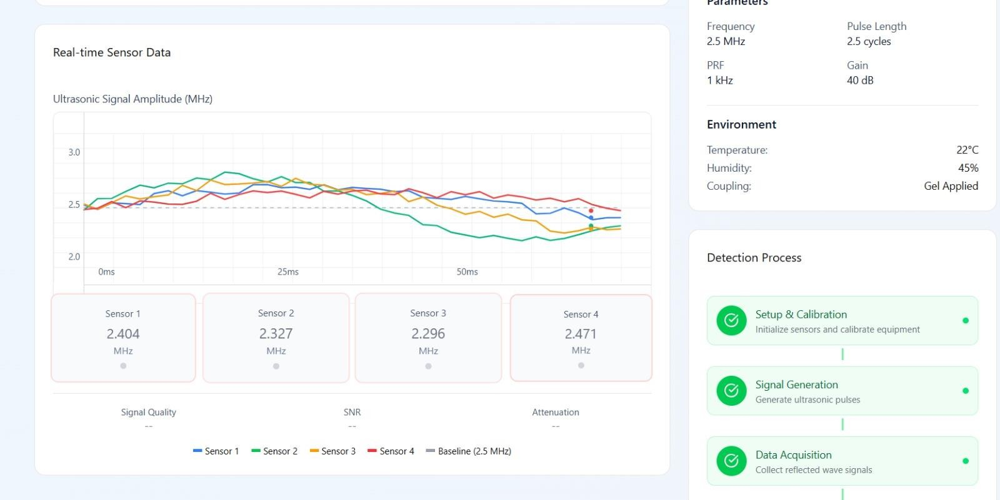 Real-time Sensor Data
Ultrasonic Signal Amplitude (MHz)
3.0
2.5
2.0
0ms 25ms 50ms
Sensor 1
2.404
MHz
Sensor 2
2.327
MHz
Sensor 3
2.296
MHz
Sensor 4
2.471
MHz
Signal Quality
--
SNR
--
Attenuation
--
Sensor 1 Sensor 2 Sensor 3 Sensor 4 Baseline (2.5 MHz)
Parameters
Frequency
2.5 MHz
Pulse Length
2.5 cycles
PRF
1 kHz
Gain
40 dB
Environment
Temperature: 22°C
Humidity: 45%
Coupling: Gel Applied
Detection Process
Setup & Calibration
Initialize sensors and calibrate equipment
Signal Generation
Generate ultrasonic pulses
Data Acquisition
Collect reflected wave signals